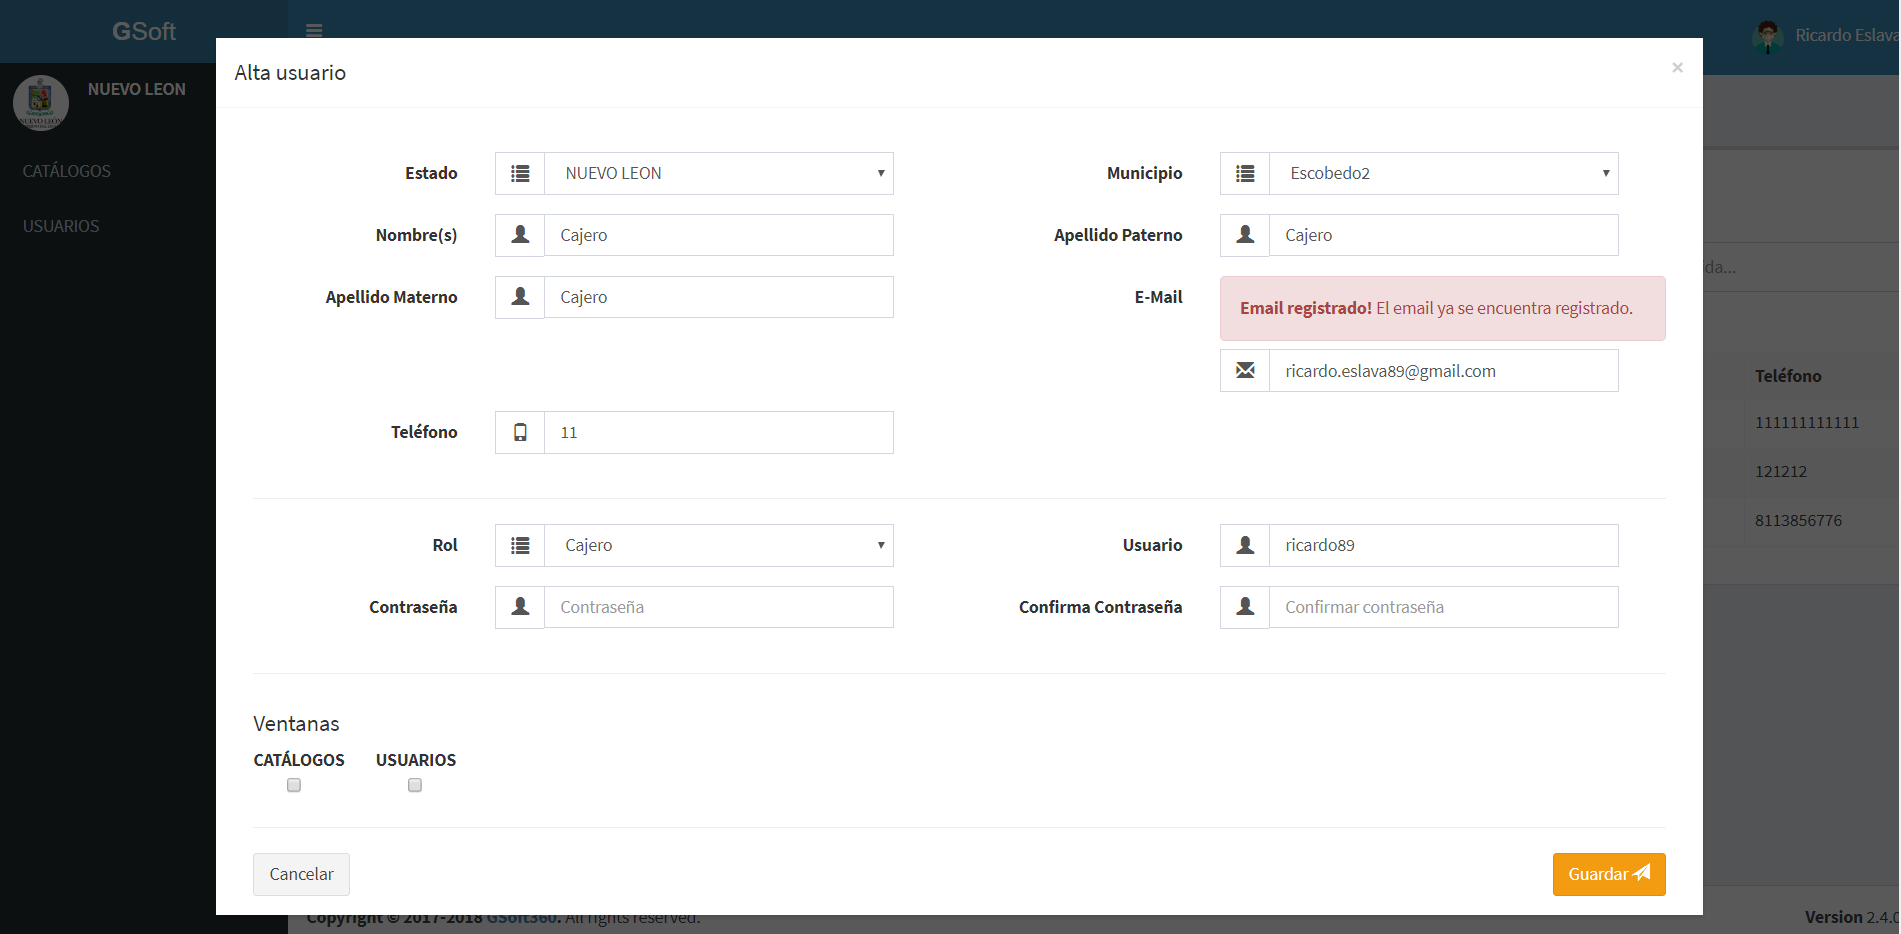 GSoft
Ricardo Eslava
NUEVO LEON
CATÁLOGOS
USUARIOS
Alta usuario
×
Estado
NUEVO LEON
Municipio
Escobedo2
Nombre(s)
Cajero
Apellido Paterno
Cajero
Apellido Materno
Cajero
E-Mail
Email registrado! El email ya se encuentra registrado.
ricardo.eslava89@gmail.com
Teléfono
11
Rol
Cajero
Usuario
ricardo89
Contraseña
Contraseña
Confirma Contraseña
Confirmar contraseña
Ventanas
CATÁLOGOS
USUARIOS
Cancelar
Guardar
da...
Teléfono
111111111111
121212
8113856776
Copyright © 2017-2018 GSoft360. All rights reserved.
Version 2.4.0